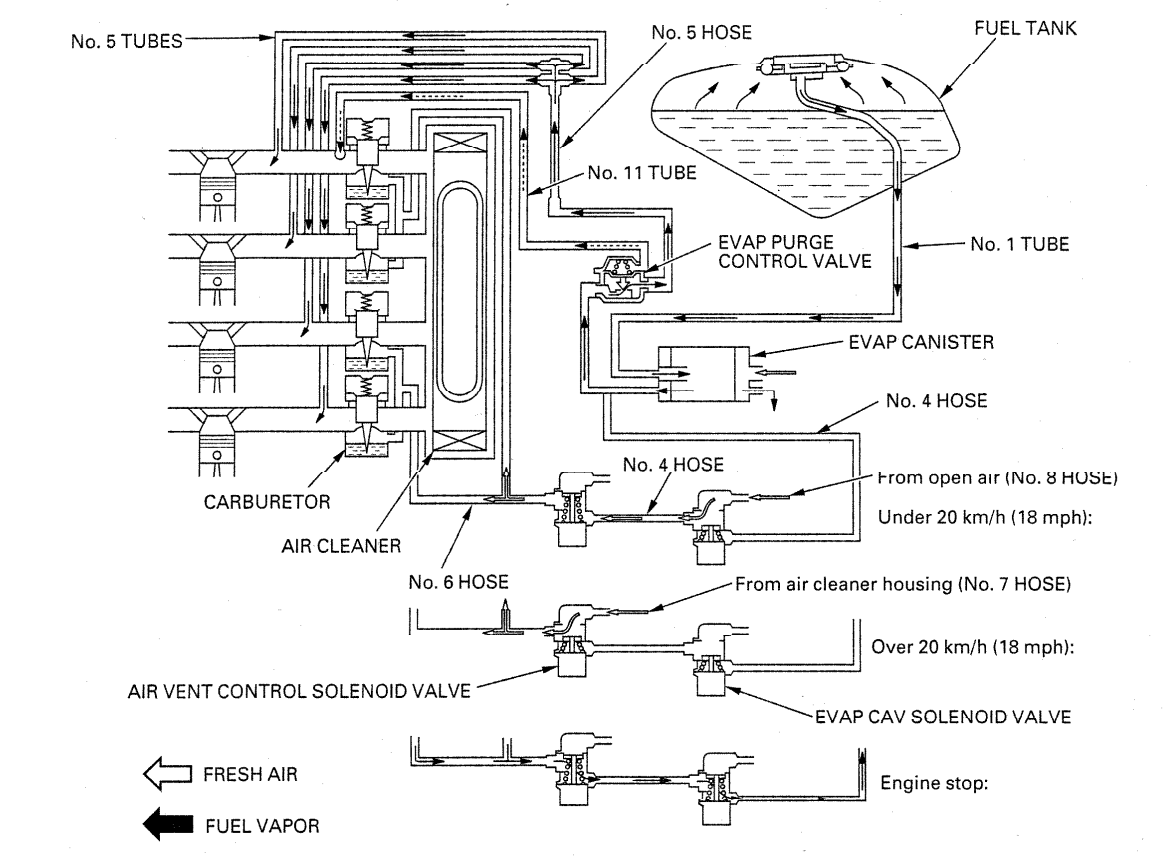 No. 5 TUBES
No. 5 HOSE
FUEL TANK
No. 11 TUBE
EVAP PURGE
CONTROL VALVE
No. 1 TUBE
EVAP CANISTER
No. 4 HOSE
No. 4 HOSE
From open air (No. 8 HOSE)
Under 20 km/h (18 mph):
CARBURETOR
AIR CLEANER
No. 6 HOSE
From air cleaner housing (No. 7 HOSE)
Over 20 km/h (18 mph):
AIR VENT CONTROL SOLENOID VALVE
EVAP CAV SOLENOID VALVE
FRESH AIR
Engine stop:
FUEL VAPOR